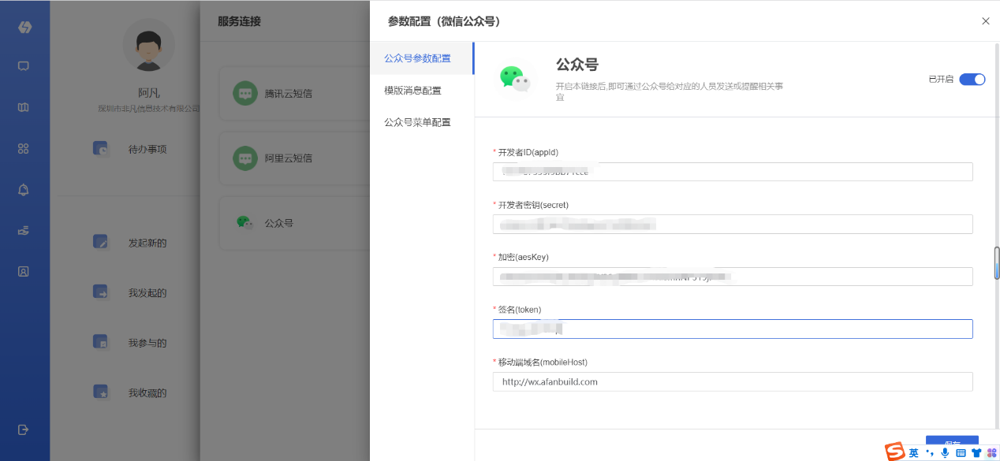 阿凡
深圳市非凡信息技术有限公司
待办事项
发起新的
我发起的
我参与的
我收藏的
服务连接
腾讯云短信
阿里云短信
公众号
参数配置（微信公众号）
公众号参数配置
模版消息配置
公众号菜单配置
公众号
开启本链接后,即可通过公众号给对应的人员发送或提醒相关事
宜
已开启
* 开发者ID(appId)
* 开发者密钥(secret)
* 加密(aesKey)
* 签名(token)
* 移动端域名(mobileHost)
http://wx.afanbuild.com
英